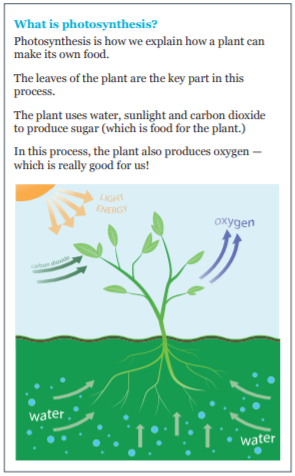 What is photosynthesis?
Photosynthesis is how we explain how a plant can
make its own food.
The leaves of the plant are the key part in this
process.
The plant uses water, sunlight and carbon dioxide
to produce sugar (which is food for the plant.)
In this process, the plant also produces oxygen —
which is really good for us!
LIGHT
ENERGY
oxygen
carbon dioxide
water
water